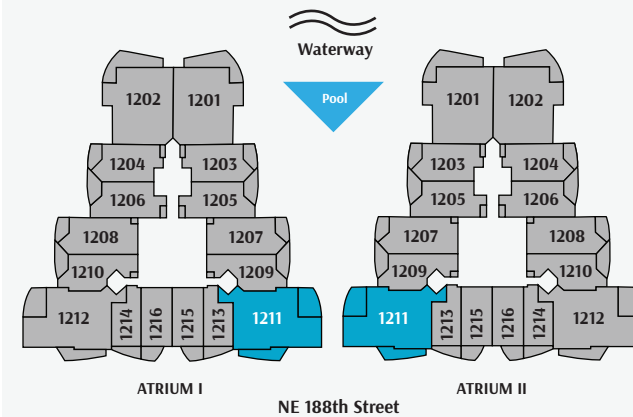 Waterway
Pool
1202 1201
1204 1203
1206 1205
1208 1207
1210 1209
1212 1214 1216 1215 1213 1211
ATRIUM I
1201 1202
1203 1204
1205 1206
1207 1208
1209 1210
1211 1213 1215 1216 1214 1212
ATRIUM II
NE 188th Street